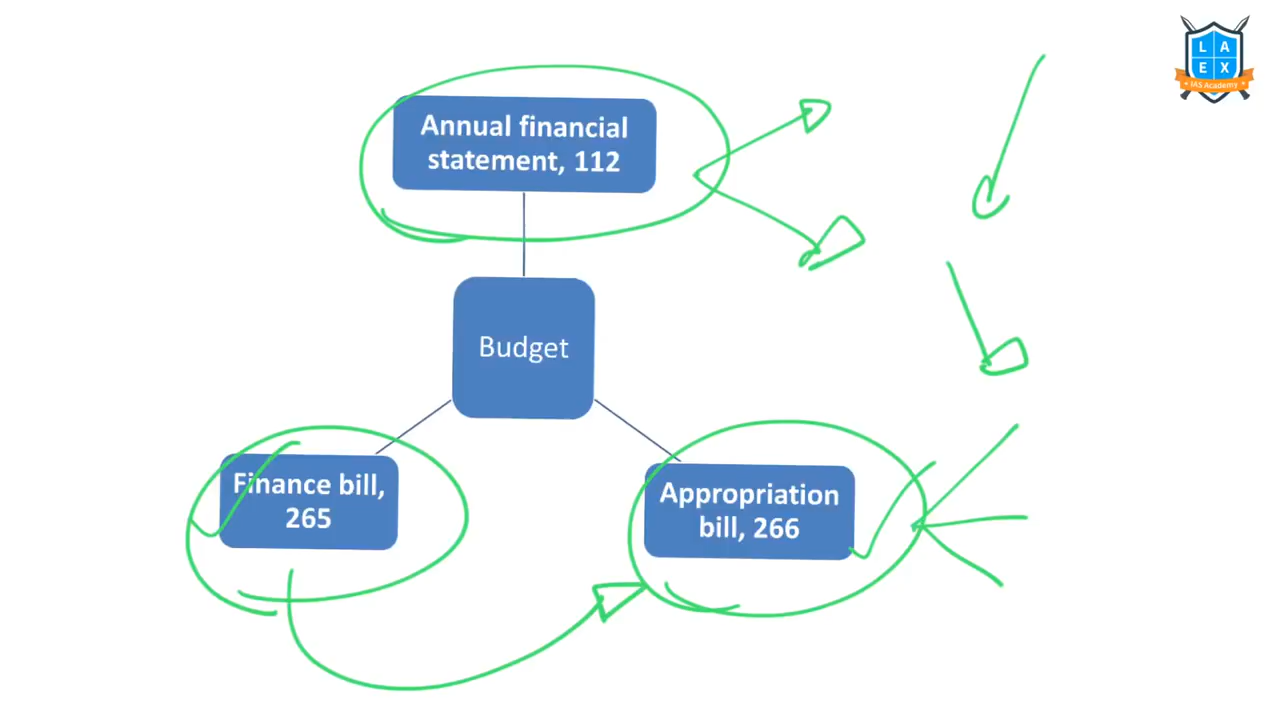 L A
E X
IAS Academy
Annual financial
statement, 112
Budget
Finance bill,
265
Appropriation
bill, 266